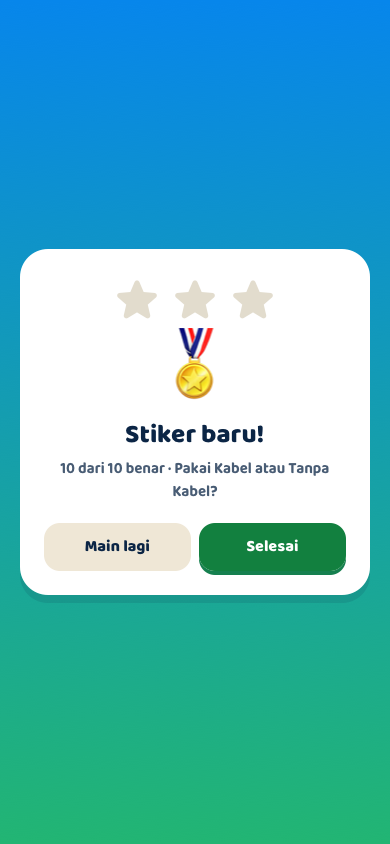 Stiker baru!
10 dari 10 benar · Pakai Kabel atau Tanpa
Kabel?
Main lagi
Selesai